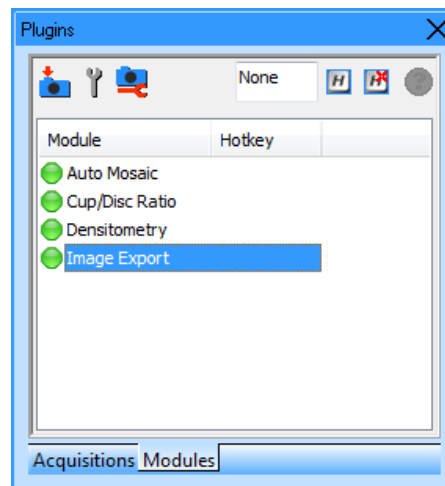 Plugins
None H H
Module Hotkey
Auto Mosaic
Cup/Disc Ratio
Densitometry
Image Export
Acquisitions Modules